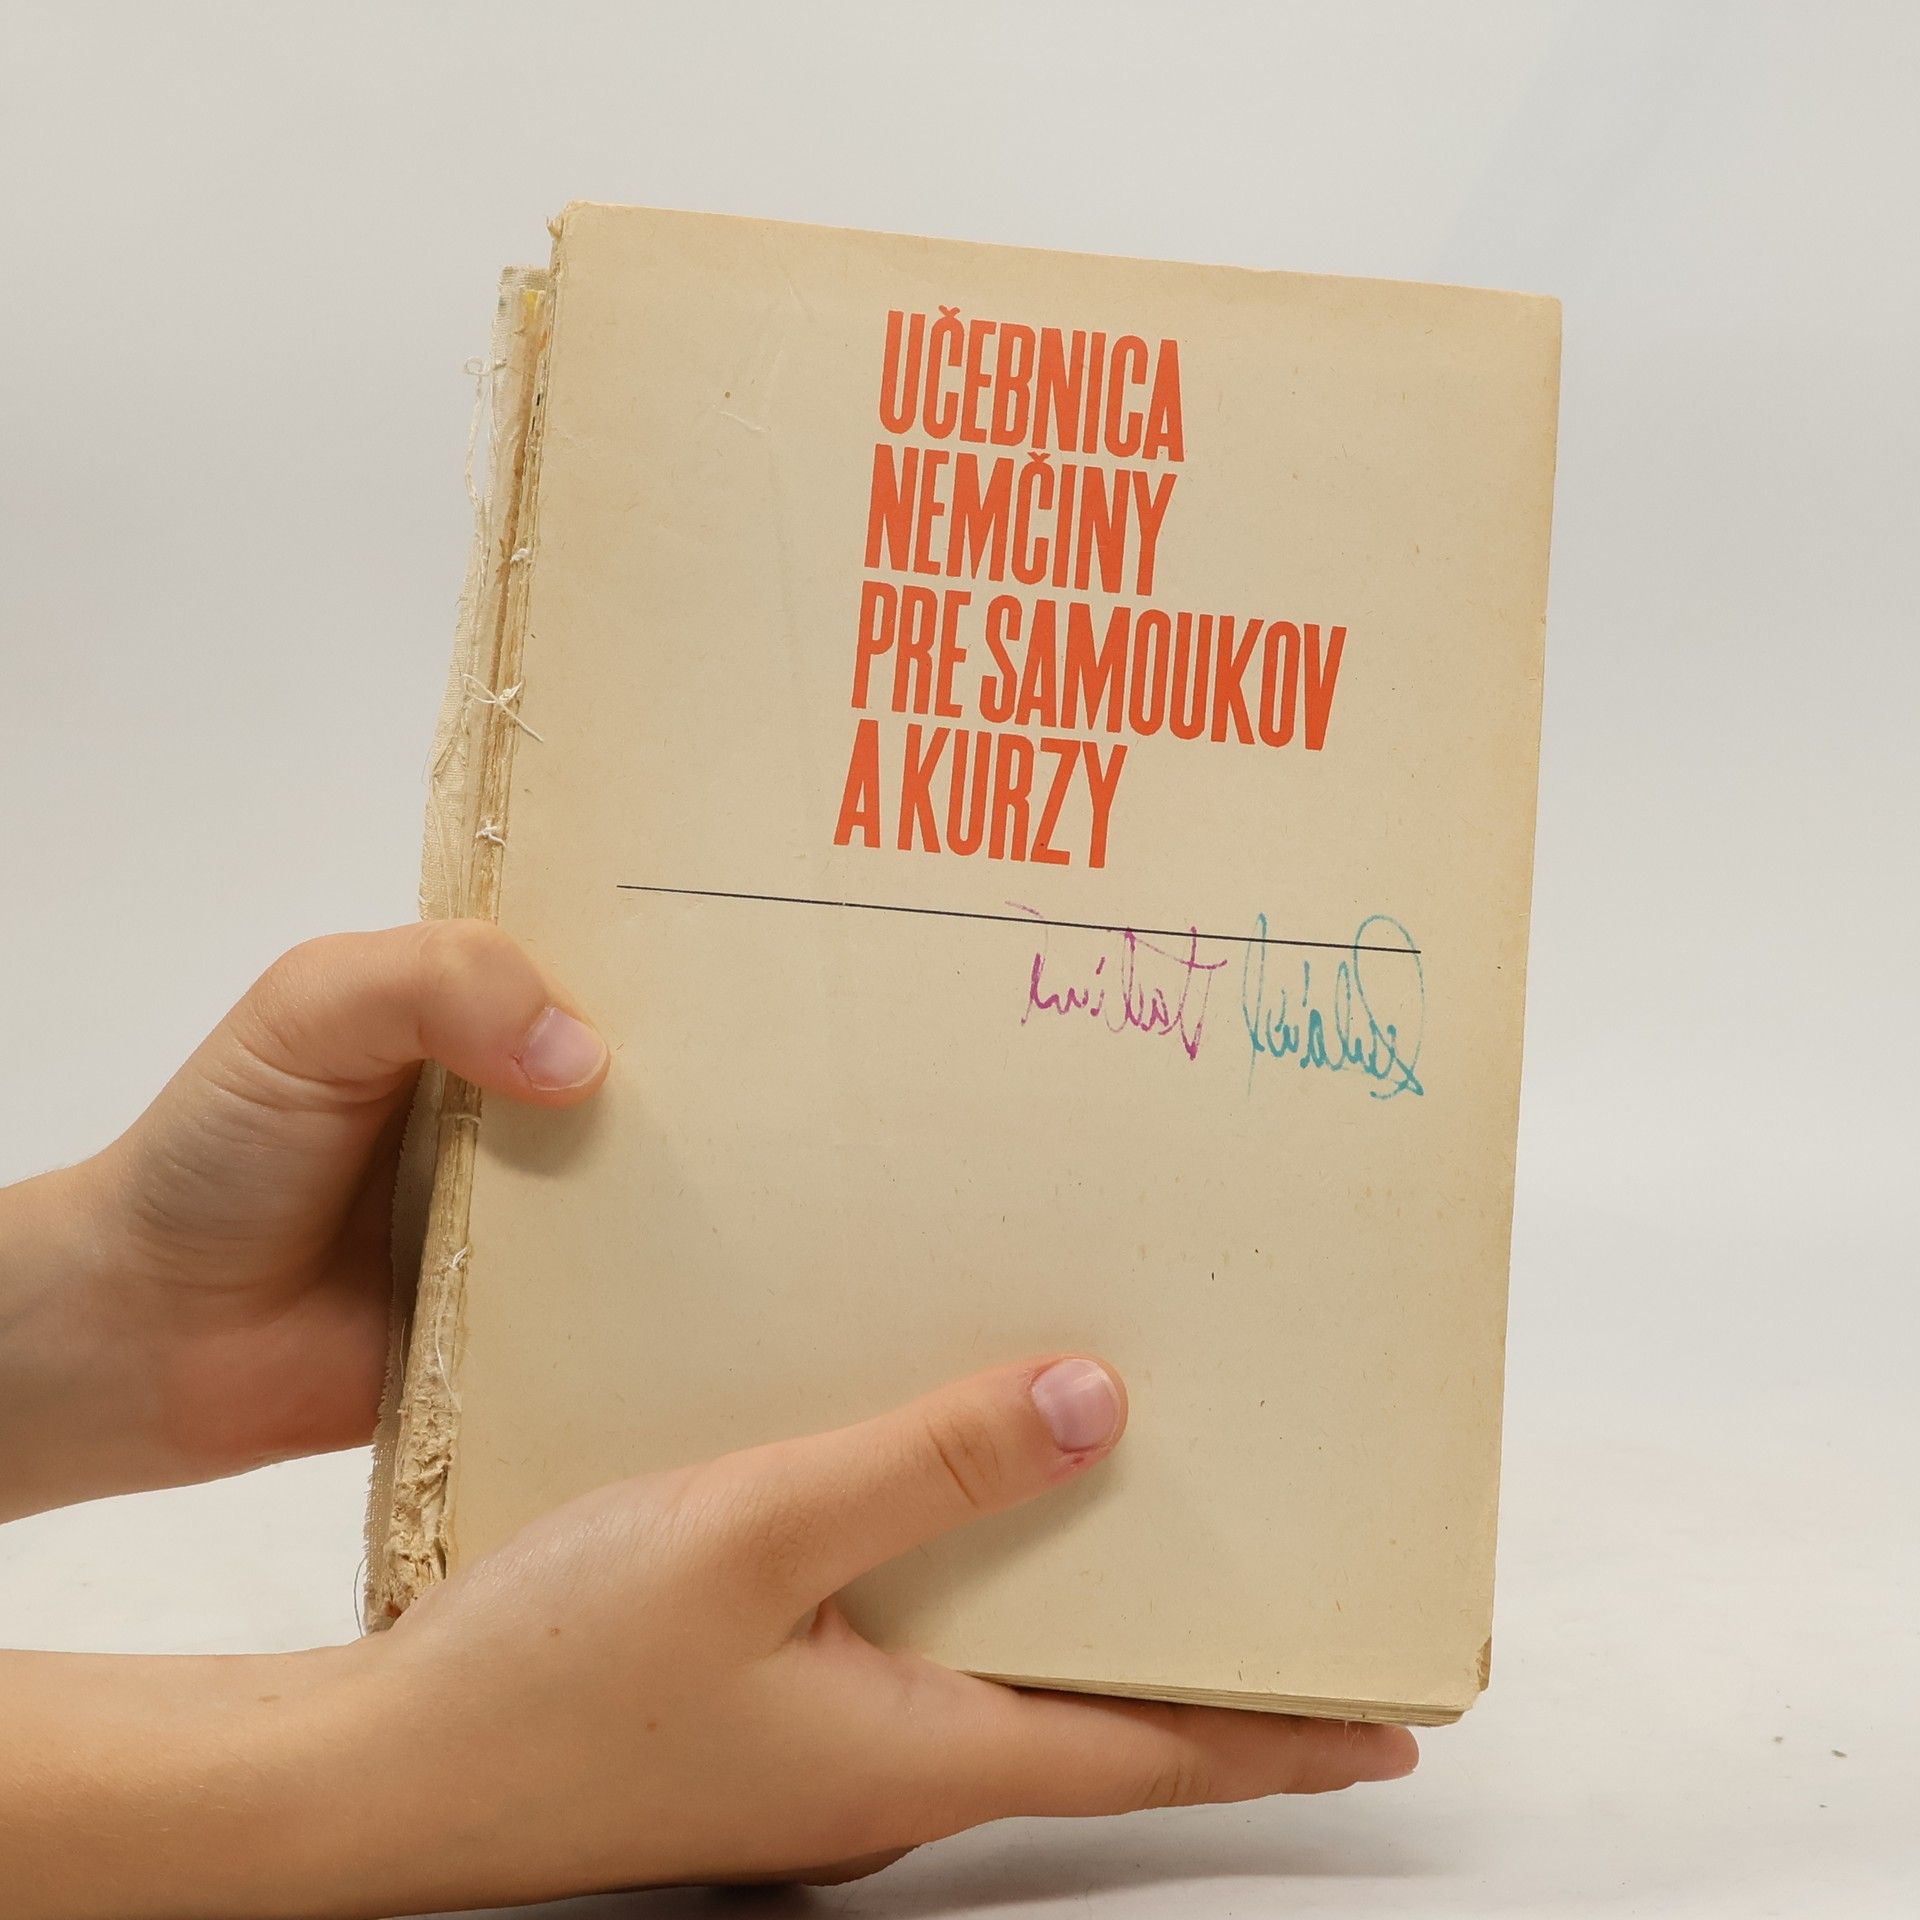 UČEBNICA
NEMČINY
PRE SAMOUKOV
A KURZY